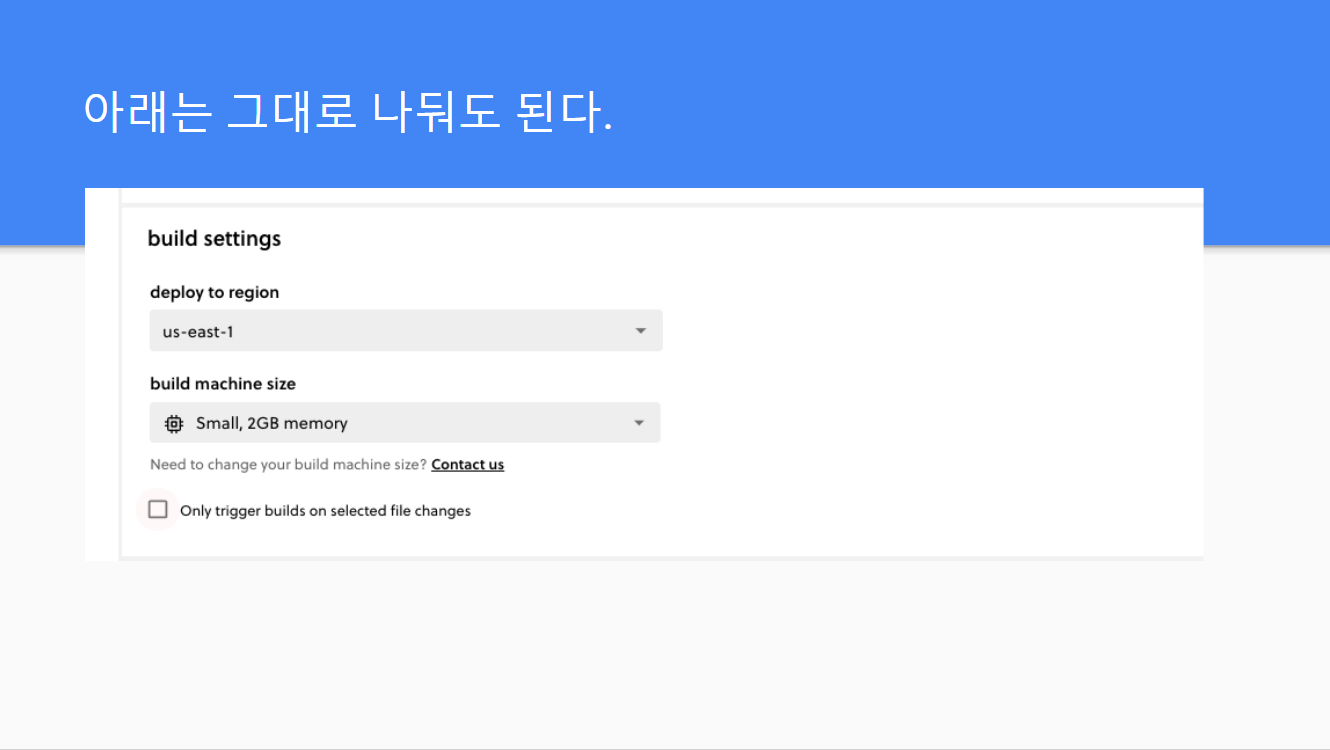 아래는 그대로 나둬도 된다.
build settings
deploy to region
us-east-1
build machine size
Small, 2GB memory
Need to change your build machine size? Contact us
Only trigger builds on selected file changes